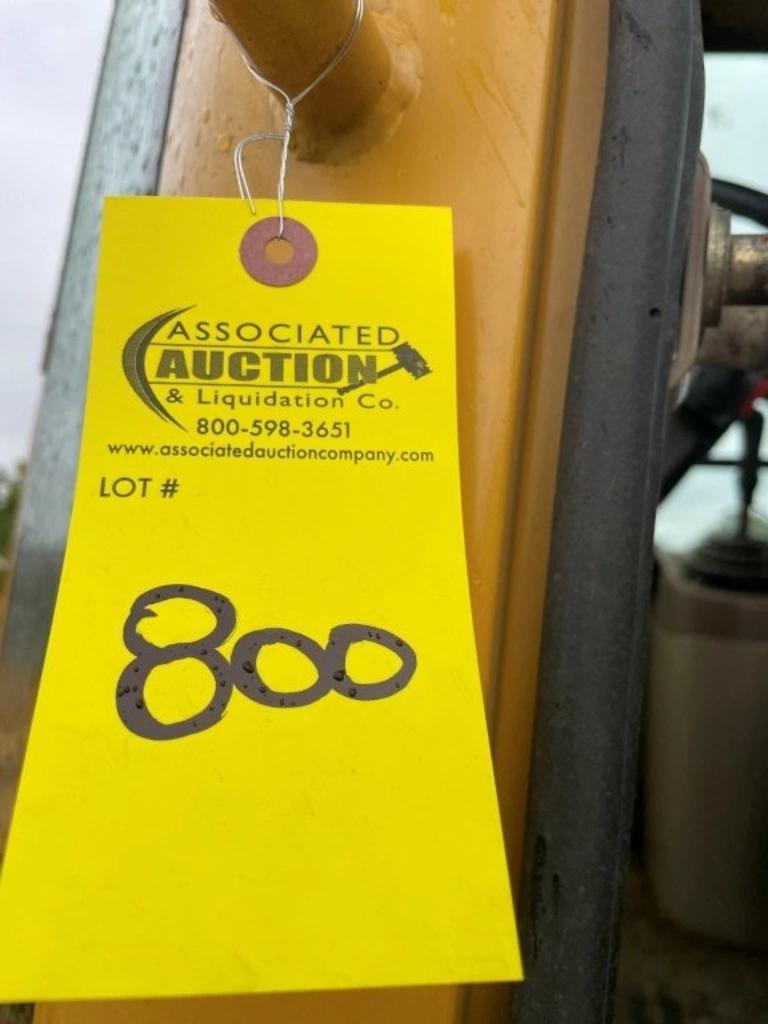 ASSOCIATED
AUCTION
& Liquidation Co.
800-598-3651
www.associatedauctioncompany.com
LOT #
800